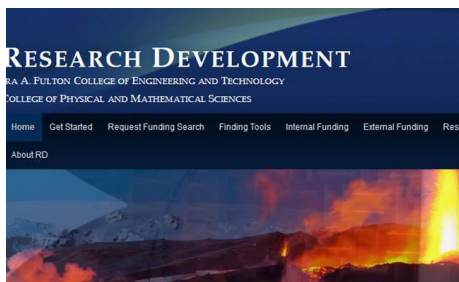 RESEARCH DEVELOPMENT
RA A. FULTON COLLEGE OF ENGINEERING AND TECHNOLOGY
COLLEGE OF PHYSICAL AND MATHEMATICAL SCIENCES
Home Get Started Request Funding Search Finding Tools Internal Funding External Funding Res
About RD